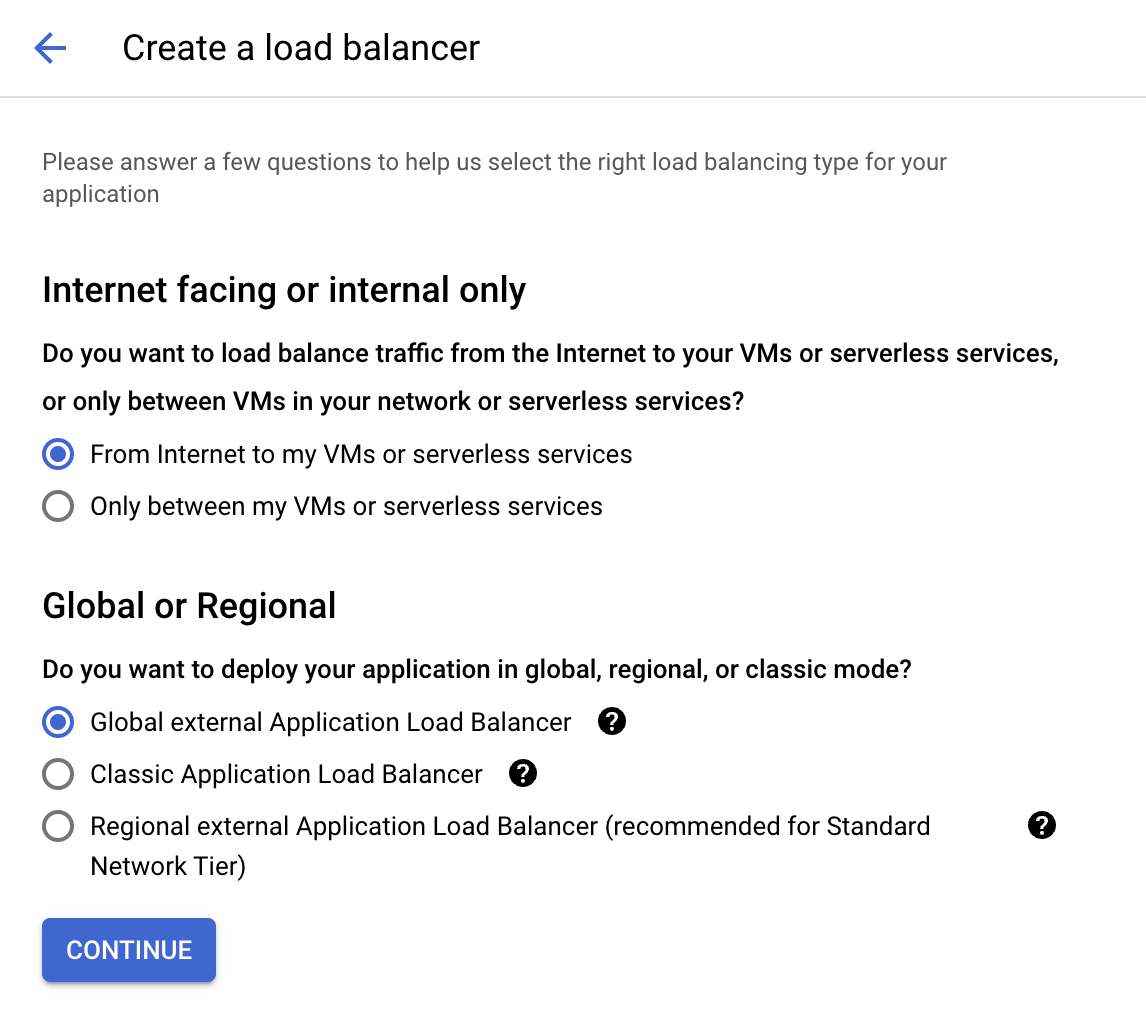 Create a load balancer
Please answer a few questions to help us select the right load balancing type for your
application
Internet facing or internal only
Do you want to load balance traffic from the Internet to your VMs or serverless services,
or only between VMs in your network or serverless services?
From Internet to my VMs or serverless services
Only between my VMs or serverless services
Global or Regional
Do you want to deploy your application in global, regional, or classic mode?
Global external Application Load Balancer ?
Classic Application Load Balancer ?
Regional external Application Load Balancer (recommended for Standard ?
Network Tier)
CONTINUE